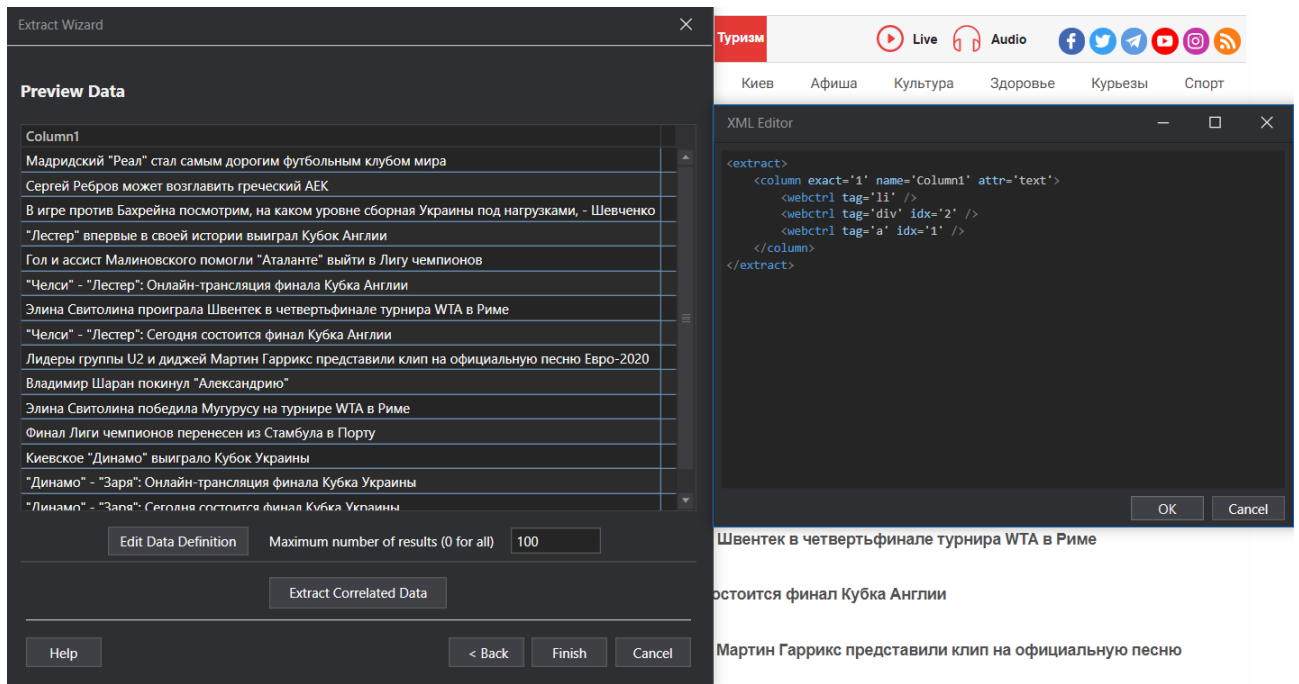 Extract Wizard
Preview Data
Column1
Мадридский "Реал" стал самым дорогим футбольным клубом мира
Сергей Ребров может возглавить греческий АЕК
В игре против Бахрейна посмотрим, на каком уровне сборная Украины под нагрузками, - Шевченко
"Лестер" впервые в своей истории выиграл Кубок Англии
Гол и ассист Малиновского помогли "Аталанте" выйти в Лигу чемпионов
"Челси" - "Лестер": Онлайн-трансляция финала Кубка Англии
Элина Свитолина проиграла Швентек в четвертьфинале турнира WTA в Риме
"Челси" - "Лестер": Сегодня состоится финал Кубка Англии
Лидеры группы U2 и диджей Мартин Гаррикс представили клип на официальную песню Евро-2020
Владимир Шаран покинул "Александрию"
Элина Свитолина победила Мугурусу на турнире WTA в Риме
Финал Лиги чемпионов перенесен из Стамбула в Порту
Киевское "Динамо" выиграло Кубок Украины
"Динамо" - "Заря": Онлайн-трансляция финала Кубка Украины
"Динамо" - "Заря": Сегодня состоится финал Кубка Украины
Edit Data Definition
Maximum number of results (0 for all)
100
Extract Correlated Data
Help
< Back
Finish
Cancel
Туризм
Live
Audio
Киев
Афиша
Культура
Здоровье
Курьезы
Спорт
XML Editor
<extract>
<column exact='1' name='Column1' attr='text'>
<webctrl tag='li' />
<webctrl tag='div' idx='2' />
<webctrl tag='a' idx='1' />
</column>
</extract>
OK
Cancel
Швентек в четвертьфинале турнира WTA в Риме
остоится финал Кубка Англии
Мартин Гаррикс представили клип на официальную песню